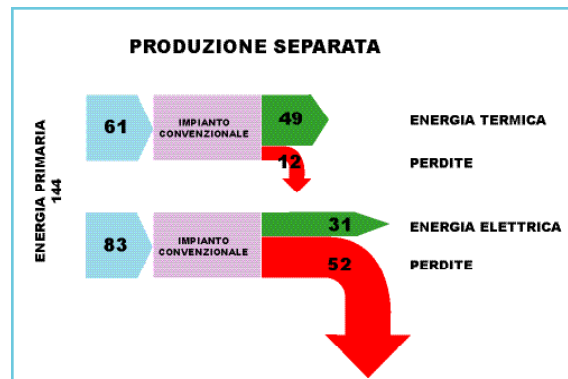 PRODUZIONE SEPARATA
ENERGIA PRIMARIA
144
61
IMPIANTO
CONVENZIONALE
49
ENERGIA TERMICA
12
PERDITE
83
IMPIANTO
CONVENZIONALE
31
ENERGIA ELETTRICA
52
PERDITE